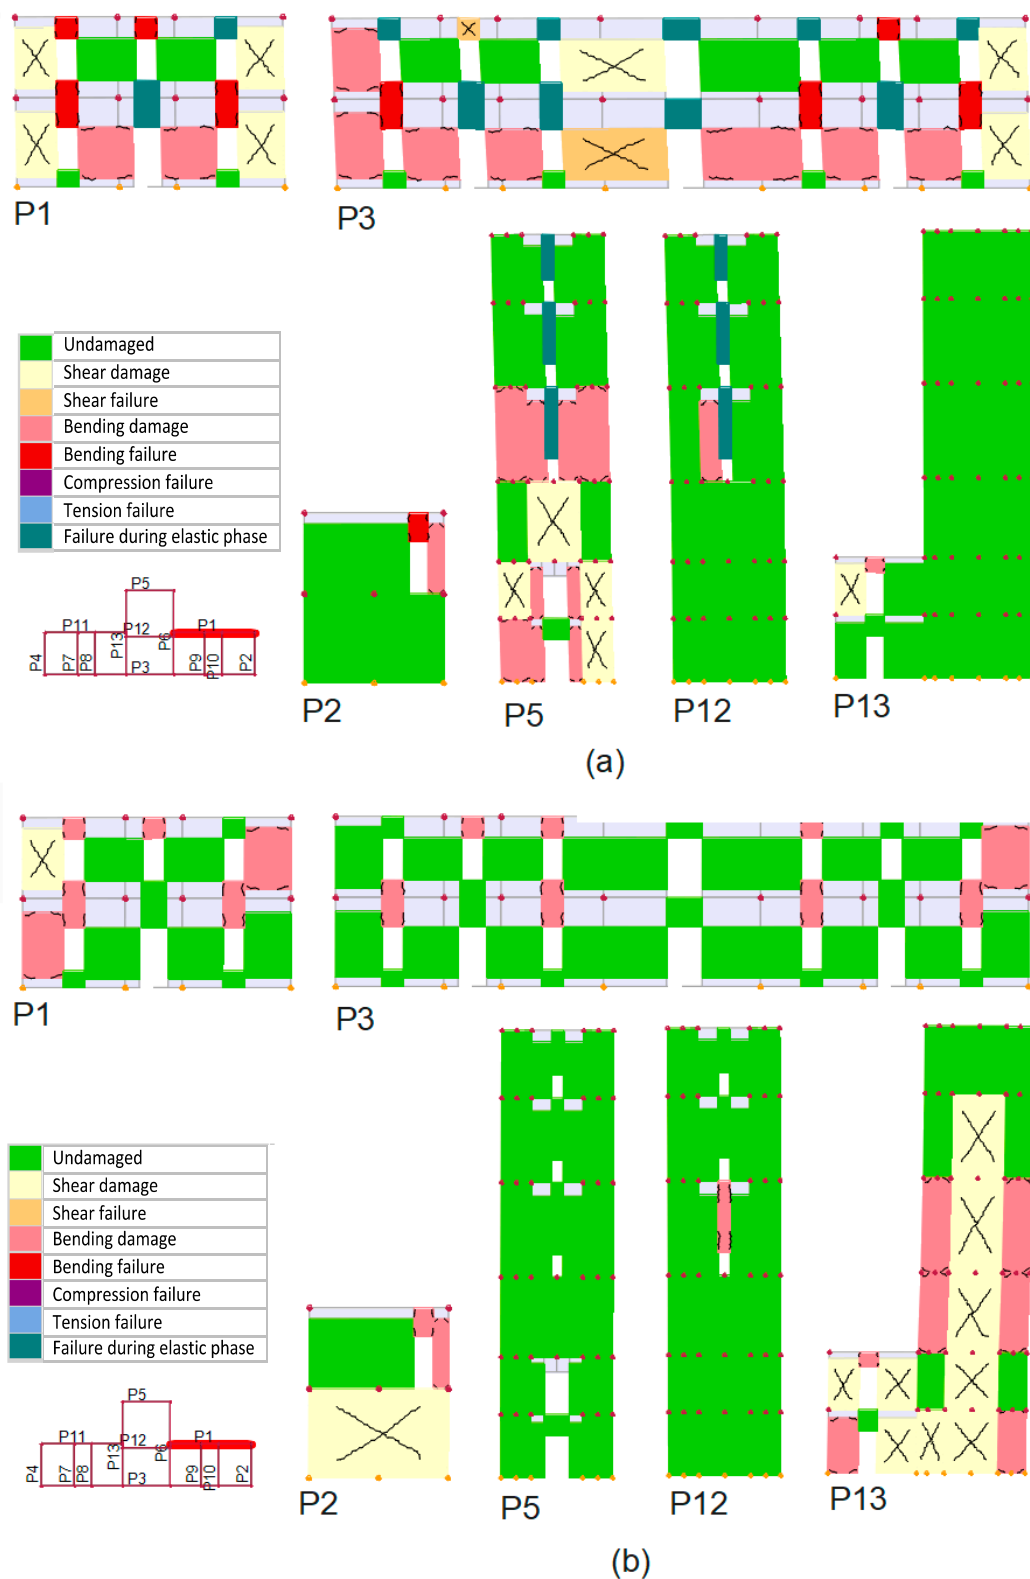 P1
P3
Undamaged
Shear damage
Shear failure
Bending damage
Bending failure
Compression failure
Tension failure
Failure during elastic phase
P5
P11
P12
P1
P13
P6
P4
P7
P8
P3
P9
P10
P2
P2
P5
P12
P13
(a)
P1
P3
Undamaged
Shear damage
Shear failure
Bending damage
Bending failure
Compression failure
Tension failure
Failure during elastic phase
P5
P11
P12
P1
P13
P6
P4
P7
P8
P3
P9
P10
P2
P2
P5
P12
P13
(b)